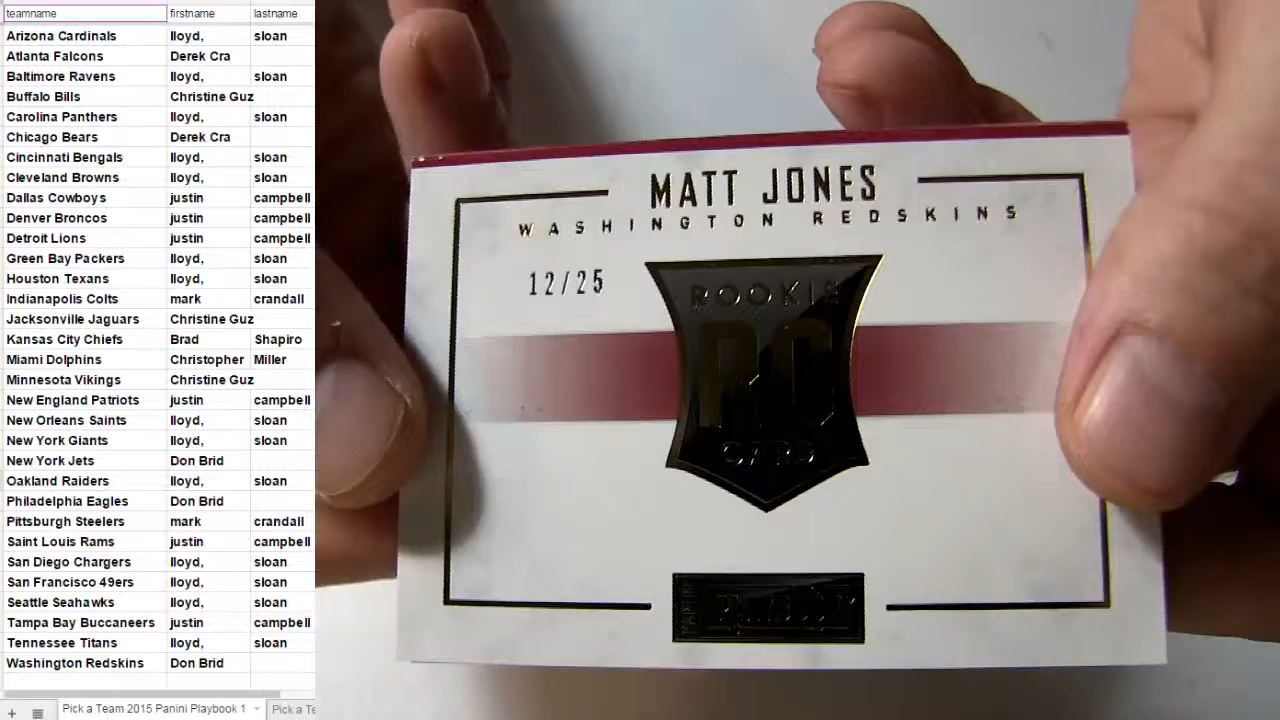 teamname firstname lastname
Arizona Cardinals lloyd, sloan
Atlanta Falcons Derek Cra
Baltimore Ravens lloyd, sloan
Buffalo Bills Christine Guz
Carolina Panthers lloyd, sloan
Chicago Bears Derek Cra
Cincinnati Bengals lloyd, sloan
Cleveland Browns lloyd, sloan
Dallas Cowboys justin campbell
Denver Broncos justin campbell
Detroit Lions justin campbell
Green Bay Packers lloyd, sloan
Houston Texans lloyd, sloan
Indianapolis Colts mark crandall
Jacksonville Jaguars Christine Guz
Kansas City Chiefs Brad Shapiro
Miami Dolphins Christopher Miller
Minnesota Vikings Christine Guz
New England Patriots justin campbell
New Orleans Saints lloyd, sloan
New York Giants lloyd, sloan
New York Jets Don Brid
Oakland Raiders lloyd, sloan
Philadelphia Eagles Don Brid
Pittsburgh Steelers mark crandall
Saint Louis Rams justin campbell
San Diego Chargers lloyd, sloan
San Francisco 49ers lloyd, sloan
Seattle Seahawks lloyd, sloan
Tampa Bay Buccaneers justin campbell
Tennessee Titans lloyd, sloan
Washington Redskins Don Brid
Pick a Team 2015 Panini Playbook 1
Pick a Te
MATT JONES
WASHINGTON REDSKINS
12/25
ROOKIE
RC
CARD
PANINI